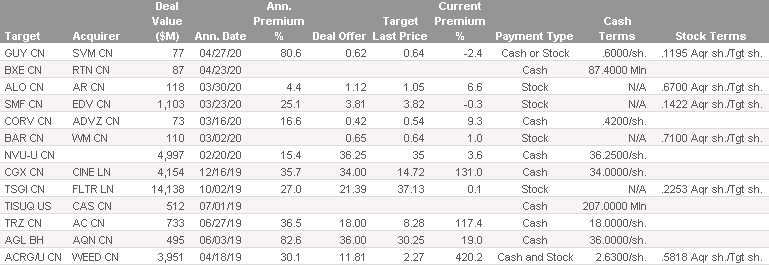 Deal Ann. Current
Value Premium Target Premium Cash
Target Acquirer ($M) Ann. Date % Deal Offer Last Price % Payment Type Terms Stock Terms
GUY CN SVM CN 77 04/27/20 80.6 0.62 0.64 -2.4 Cash or Stock .6000/sh. .1195 Aqr sh./Tgt sh.
BXE CN RTN CN 87 04/23/20 Cash 87.4000 Mln
ALO CN AR CN 118 03/30/20 4.4 1.12 1.05 6.6 Stock N/A .6700 Aqr sh./Tgt sh.
SMF CN EDV CN 1,103 03/23/20 25.1 3.81 3.82 -0.3 Stock N/A .1422 Aqr sh./Tgt sh.
CORV CN ADVZ CN 73 03/16/20 16.6 0.42 0.54 9.3 Cash .4200/sh.
BAR CN WM CN 110 03/02/20 0.65 0.64 1.0 Stock N/A .7100 Aqr sh./Tgt sh.
NVU-U CN 4,997 02/20/20 15.4 36.25 35 3.6 Cash 36.2500/sh.
CGX CN CINE LN 4,154 12/16/19 35.7 34.00 14.72 131.0 Cash 34.0000/sh.
TSGI CN FLTR LN 14,138 10/02/19 27.0 21.39 37.13 0.1 Stock N/A .2253 Aqr sh./Tgt sh.
TISUQ US CAS CN 512 07/01/19 Cash 207.0000 Mln
TRZ CN AC CN 733 06/27/19 36.5 18.00 8.28 117.4 Cash 18.0000/sh.
AGL BH AQN CN 495 06/03/19 82.6 36.00 30.25 19.0 Cash 36.0000/sh.
ACRG/U CN WEED CN 3,951 04/18/19 30.1 11.81 2.27 420.2 Cash and Stock 2.6300/sh. .5818 Aqr sh./Tgt sh.